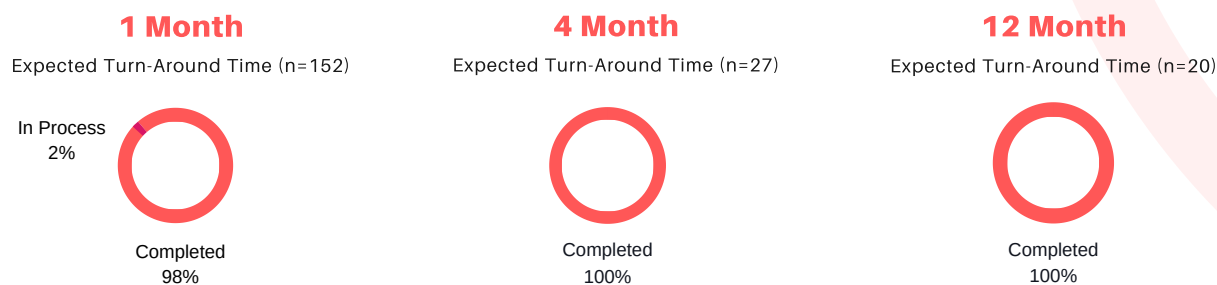 1 Month
Expected Turn-Around Time (n=152)
In Process
2%
Completed
98%
4 Month
Expected Turn-Around Time (n=27)
Completed
100%
12 Month
Expected Turn-Around Time (n=20)
Completed
100%